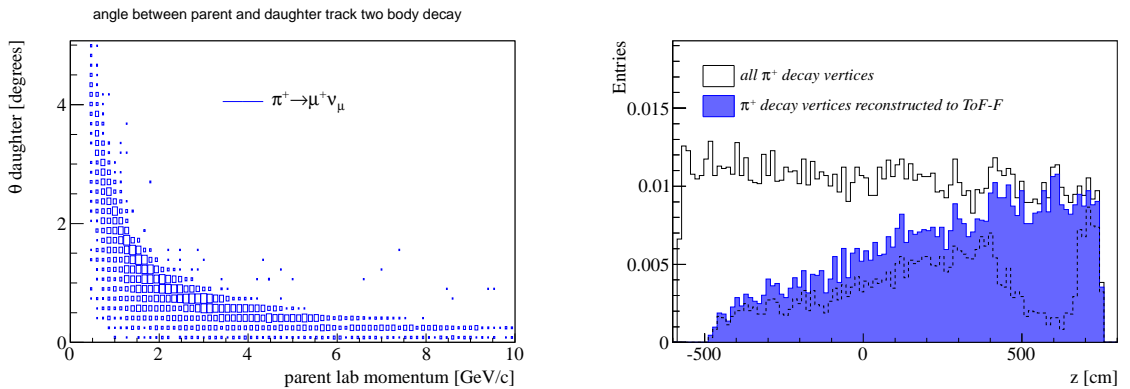 angle between parent and daughter track two body decay
θ daughter [degrees]
4
2
0
π⁺→μ⁺ν_μ
0 2 4 6 8 10
parent lab momentum [GeV/c]
Entries
0.015
0.01
0.005
0
all π⁺ decay vertices
π⁺ decay vertices reconstructed to ToF-F
-500 0 500
z [cm]